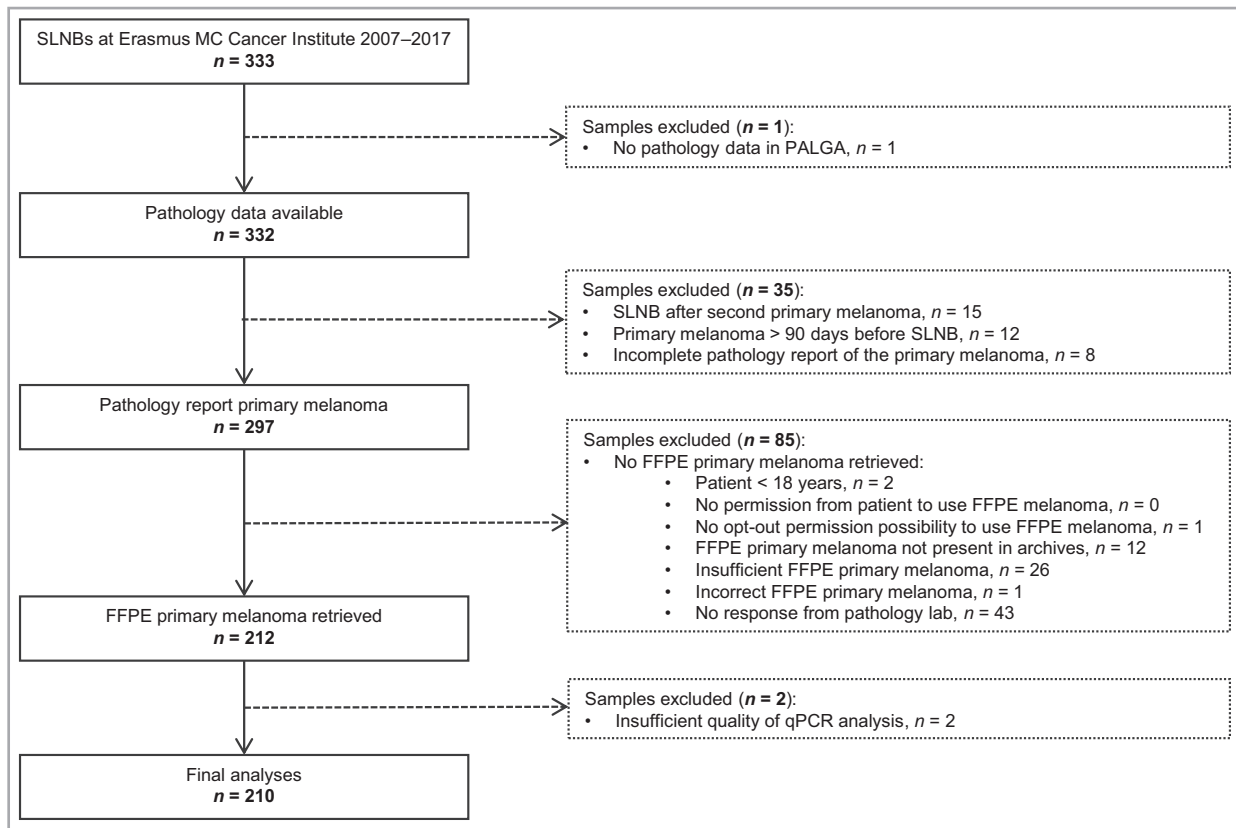 SLNBs at Erasmus MC Cancer Institute 2007–2017
n = 333
Samples excluded (n = 1):
• No pathology data in PALGA, n = 1
Pathology data available
n = 332
Samples excluded (n = 35):
• SLNB after second primary melanoma, n = 15
• Primary melanoma > 90 days before SLNB, n = 12
• Incomplete pathology report of the primary melanoma, n = 8
Pathology report primary melanoma
n = 297
Samples excluded (n = 85):
• No FFPE primary melanoma retrieved:
• Patient < 18 years, n = 2
• No permission from patient to use FFPE melanoma, n = 0
• No opt-out permission possibility to use FFPE melanoma, n = 1
• FFPE primary melanoma not present in archives, n = 12
• Insufficient FFPE primary melanoma, n = 26
• Incorrect FFPE primary melanoma, n = 1
• No response from pathology lab, n = 43
FFPE primary melanoma retrieved
n = 212
Samples excluded (n = 2):
• Insufficient quality of qPCR analysis, n = 2
Final analyses
n = 210